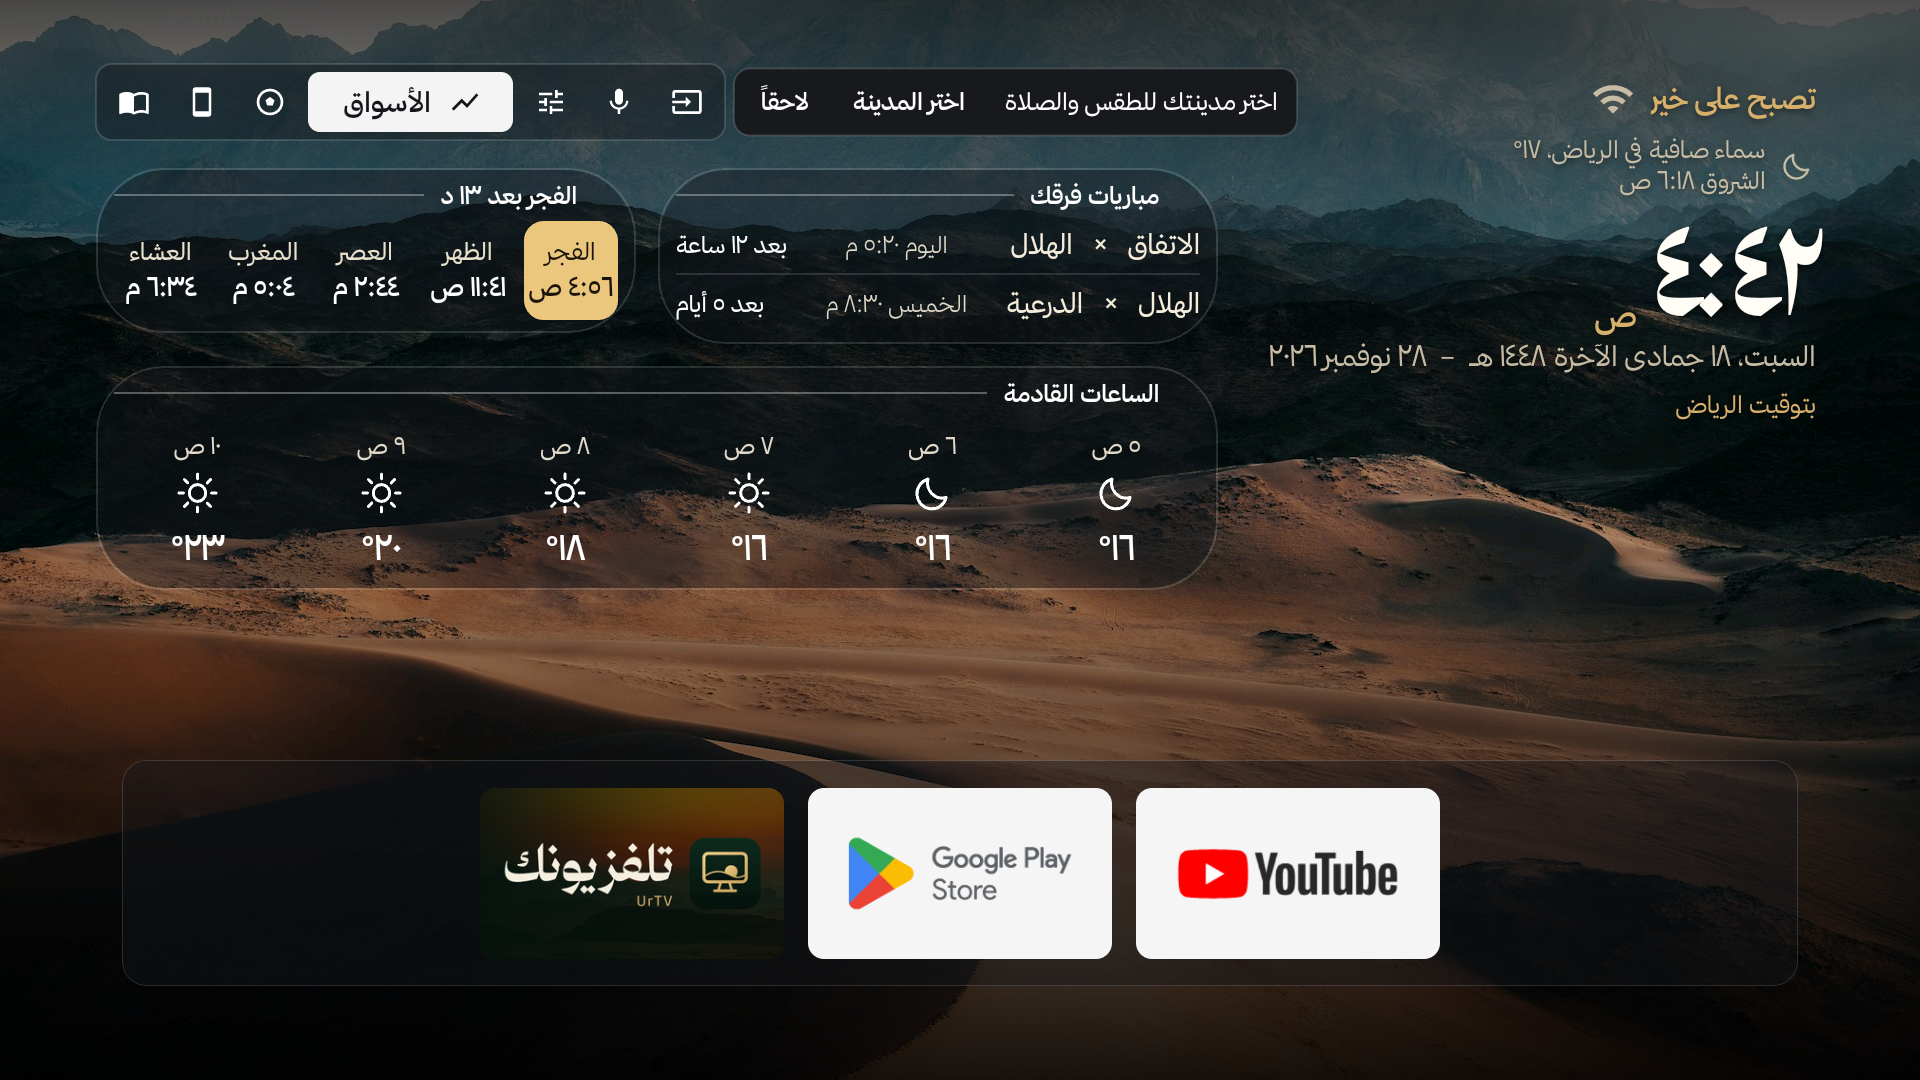 تصبح على خير
سماء صافية في الرياض، ١٧°
الشروق ٦:١٨ ص
٤:٤٢ ص
السبت، ١٨ جمادى الآخرة ١٤٤٨ هـ – ٢٨ نوفمبر ٢٠٢٦
بتوقيت الرياض
اختر مدينتك للطقس والصلاة اختر المدينة لاحقاً
الأسواق
مباريات فرقك
الاتفاق × الهلال اليوم ٥:٢٠ م بعد ١٢ ساعة
الهلال × الدرعية الخميس ٨:٣٠ م بعد ٥ أيام
الفجر بعد ١٣ د
الفجر الظهر العصر المغرب العشاء
٤:٥٦ ص ١١:٤١ ص ٢:٤٤ م ٥:٠٤ م ٦:٣٤ م
الساعات القادمة
٥ ص ٦ ص ٧ ص ٨ ص ٩ ص ١٠ ص
١٦° ١٦° ١٦° ١٨° ٢٠° ٢٣°
YouTube
Google Play
Store
تلفزيونك
UrTV